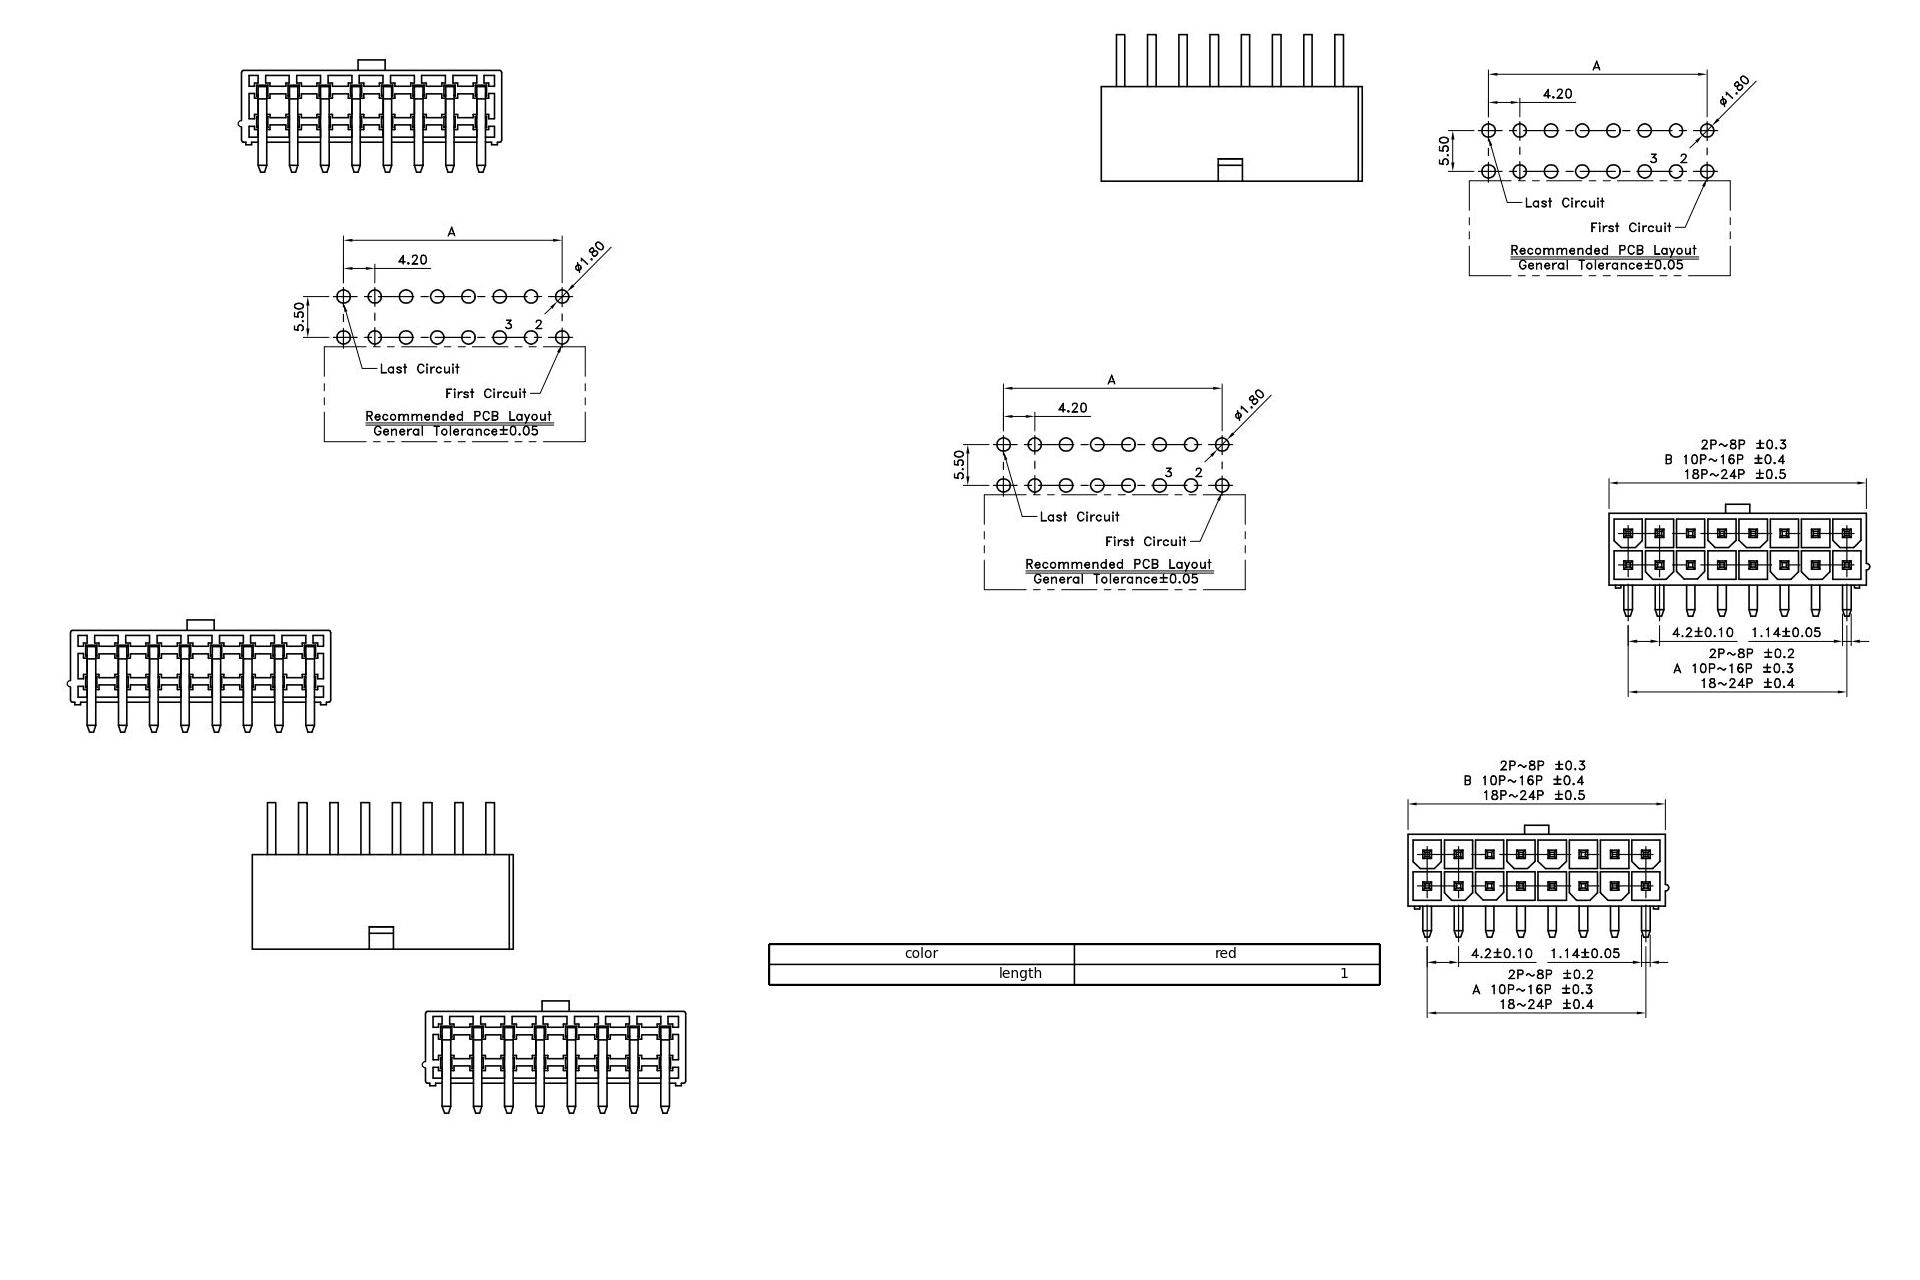 A
4.20
ø1.80
5.50
3 2
Last Circuit
First Circuit
Recommended PCB Layout
General Tolerance±0.05
A
4.20
ø1.80
5.50
3 2
Last Circuit
First Circuit
Recommended PCB Layout
General Tolerance±0.05
A
4.20
ø1.80
5.50
3 2
Last Circuit
First Circuit
Recommended PCB Layout
General Tolerance±0.05
2P~8P ±0.3
B 10P~16P ±0.4
18P~24P ±0.5
4.2±0.10 1.14±0.05
2P~8P ±0.2
A 10P~16P ±0.3
18~24P ±0.4
2P~8P ±0.3
B 10P~16P ±0.4
18P~24P ±0.5
4.2±0.10 1.14±0.05
2P~8P ±0.2
A 10P~16P ±0.3
18~24P ±0.4
color red
length 1